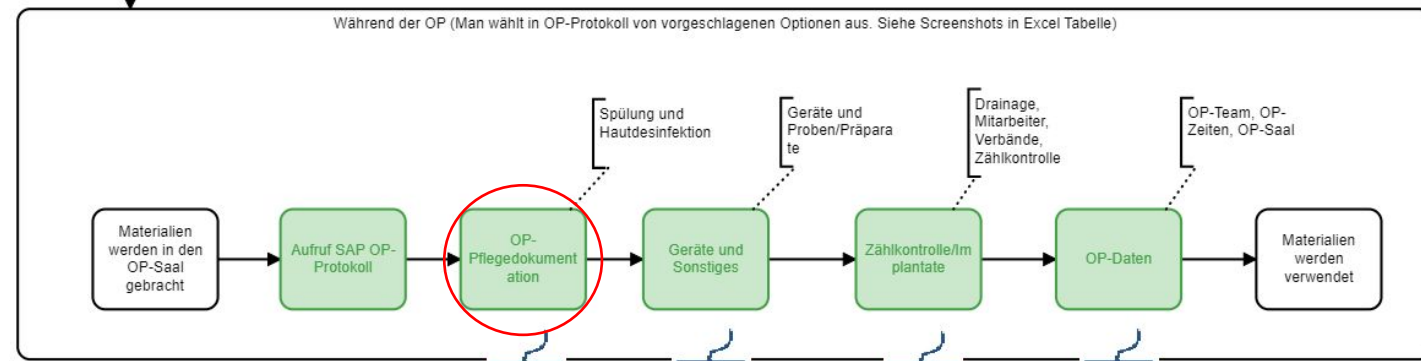 Während der OP (Man wählt in OP-Protokoll von vorgeschlagenen Optionen aus. Siehe Screenshots in Excel Tabelle)
Spülung und
Hautdesinfektion
Geräte und
Proben/Präpara
te
Drainage,
Mitarbeiter,
Verbände,
Zählkontrolle
OP-Team, OP-
Zeiten, OP-Saal
Materialien
werden in den
OP-Saal
gebracht
Aufruf SAP OP-
Protokoll
OP-
Pflegedokument
ation
Geräte und
Sonstiges
Zählkontrolle/Im
plantate
OP-Daten
Materialien
werden
verwendet